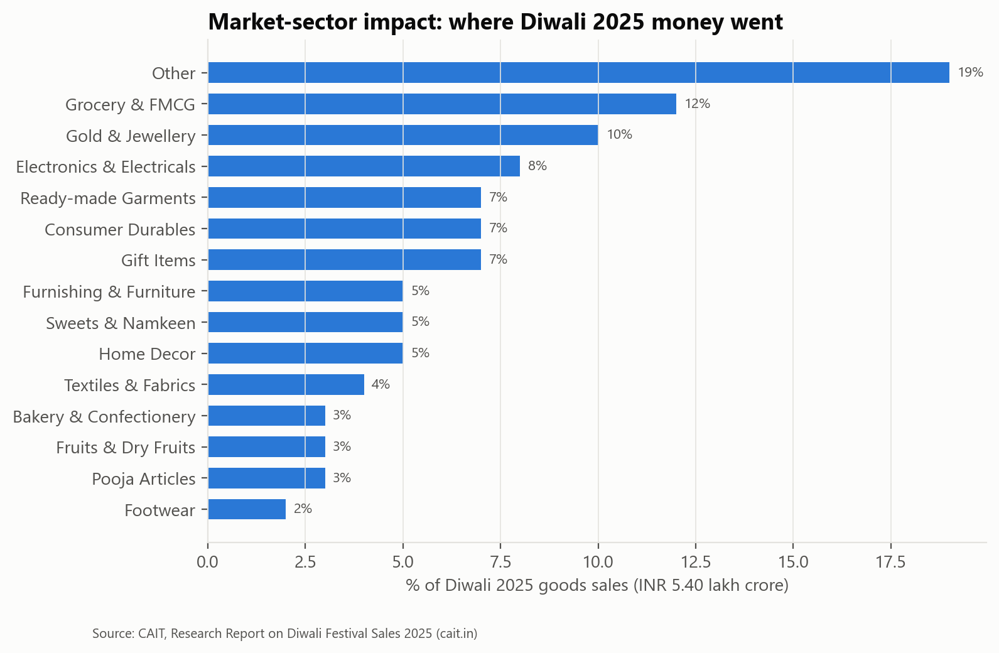 Market-sector impact: where Diwali 2025 money went
Other 19%
Grocery & FMCG 12%
Gold & Jewellery 10%
Electronics & Electricals 8%
Ready-made Garments 7%
Consumer Durables 7%
Gift Items 7%
Furnishing & Furniture 5%
Sweets & Namkeen 5%
Home Decor 5%
Textiles & Fabrics 4%
Bakery & Confectionery 3%
Fruits & Dry Fruits 3%
Pooja Articles 3%
Footwear 2%
0.0 2.5 5.0 7.5 10.0 12.5 15.0 17.5
% of Diwali 2025 goods sales (INR 5.40 lakh crore)
Source: CAIT, Research Report on Diwali Festival Sales 2025 (cait.in)